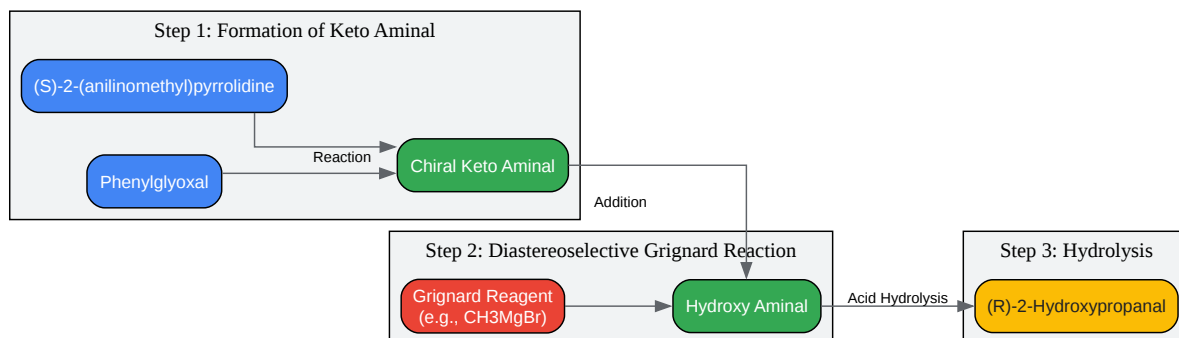 Step 1: Formation of Keto Aminal
(S)-2-(anilinomethyl)pyrrolidine
Reaction
Phenylglyoxal
Chiral Keto Aminal
Addition
Step 2: Diastereoselective Grignard Reaction
Grignard Reagent
(e.g., CH3MgBr)
Hydroxy Aminal
Acid Hydrolysis
Step 3: Hydrolysis
(R)-2-Hydroxypropanal